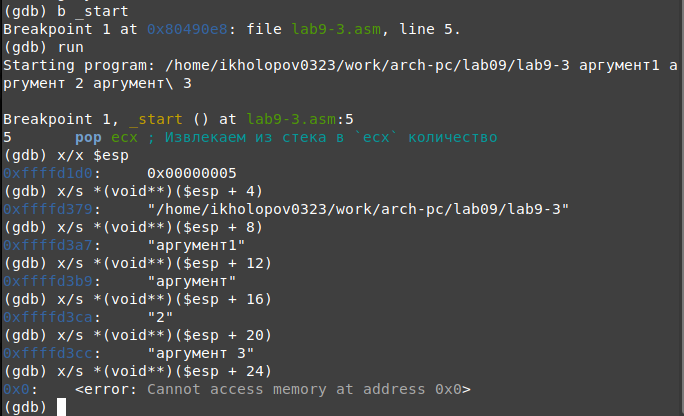 (gdb) b _start
Breakpoint 1 at 0x80490e8: file lab9-3.asm, line 5.
(gdb) run
Starting program: /home/ikholopov0323/work/arch-pc/lab09/lab9-3 аргумент1 а
ргумент 2 аргумент\ 3
Breakpoint 1, _start () at lab9-3.asm:5
5       pop ecx ; Извлекаем из стека в `ecx` количество
(gdb) x/x $esp
0xffffd1d0:     0x00000005
(gdb) x/s *(void**)($esp + 4)
0xffffd379:     "/home/ikholopov0323/work/arch-pc/lab09/lab9-3"
(gdb) x/s *(void**)($esp + 8)
0xffffd3a7:     "аргумент1"
(gdb) x/s *(void**)($esp + 12)
0xffffd3b9:     "аргумент"
(gdb) x/s *(void**)($esp + 16)
0xffffd3ca:     "2"
(gdb) x/s *(void**)($esp + 20)
0xffffd3cc:     "аргумент 3"
(gdb) x/s *(void**)($esp + 24)
0x0:    <error: Cannot access memory at address 0x0>
(gdb)